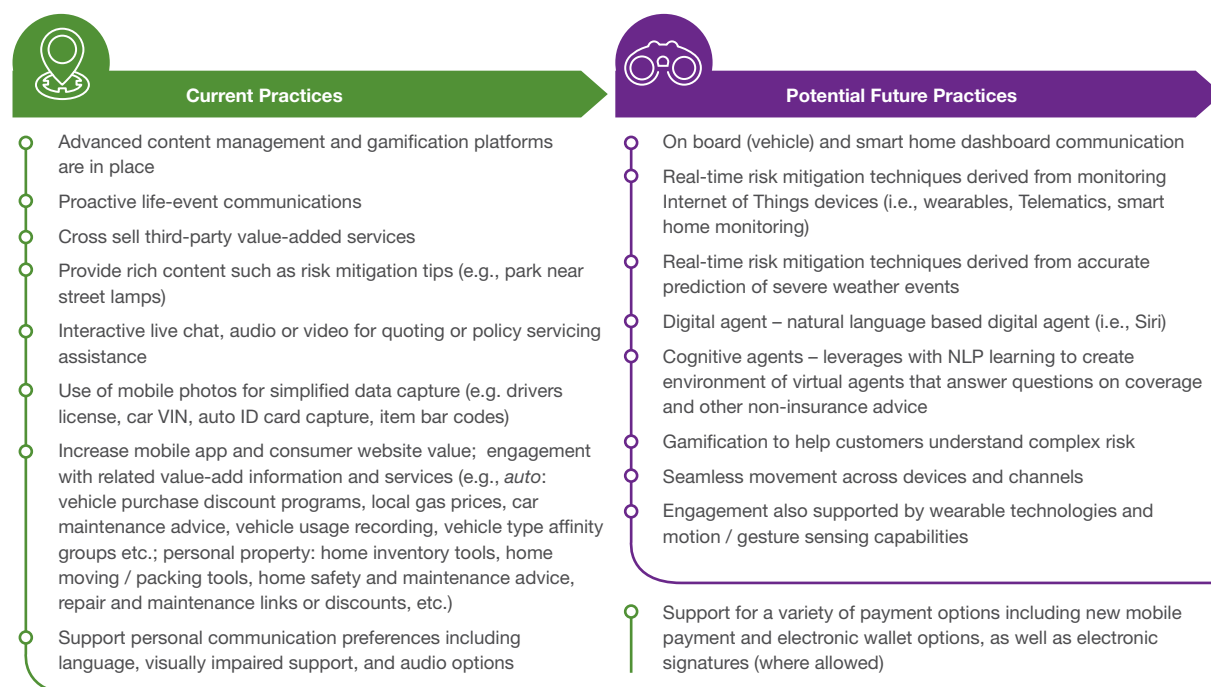 Current Practices
Advanced content management and gamification platforms
are in place
Proactive life-event communications
Cross sell third-party value-added services
Provide rich content such as risk mitigation tips (e.g., park near
street lamps)
Interactive live chat, audio or video for quoting or policy servicing
assistance
Use of mobile photos for simplified data capture (e.g. drivers
license, car VIN, auto ID card capture, item bar codes)
Increase mobile app and consumer website value;  engagement
with related value-add information and services (e.g., auto:
vehicle purchase discount programs, local gas prices, car
maintenance advice, vehicle usage recording, vehicle type affinity
groups etc.; personal property: home inventory tools, home
moving / packing tools, home safety and maintenance advice,
repair and maintenance links or discounts, etc.)
Support personal communication preferences including
language, visually impaired support, and audio options
Potential Future Practices
On board (vehicle) and smart home dashboard communication
Real-time risk mitigation techniques derived from monitoring
Internet of Things devices (i.e., wearables, Telematics, smart
home monitoring)
Real-time risk mitigation techniques derived from accurate
prediction of severe weather events
Digital agent – natural language based digital agent (i.e., Siri)
Cognitive agents – leverages with NLP learning to create
environment of virtual agents that answer questions on coverage
and other non-insurance advice
Gamification to help customers understand complex risk
Seamless movement across devices and channels
Engagement also supported by wearable technologies and
motion / gesture sensing capabilities
Support for a variety of payment options including new mobile
payment and electronic wallet options, as well as electronic
signatures (where allowed)